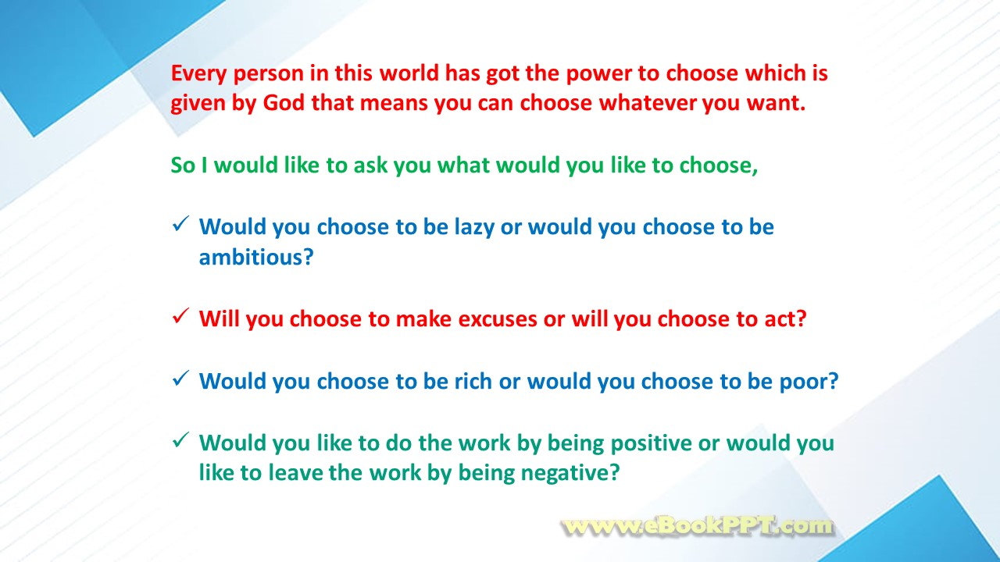 Every person in this world has got the power to choose which is
given by God that means you can choose whatever you want.
So I would like to ask you what would you like to choose,
✓ Would you choose to be lazy or would you choose to be
ambitious?
✓ Will you choose to make excuses or will you choose to act?
✓ Would you choose to be rich or would you choose to be poor?
✓ Would you like to do the work by being positive or would you
like to leave the work by being negative?
www.eBookPPT.com